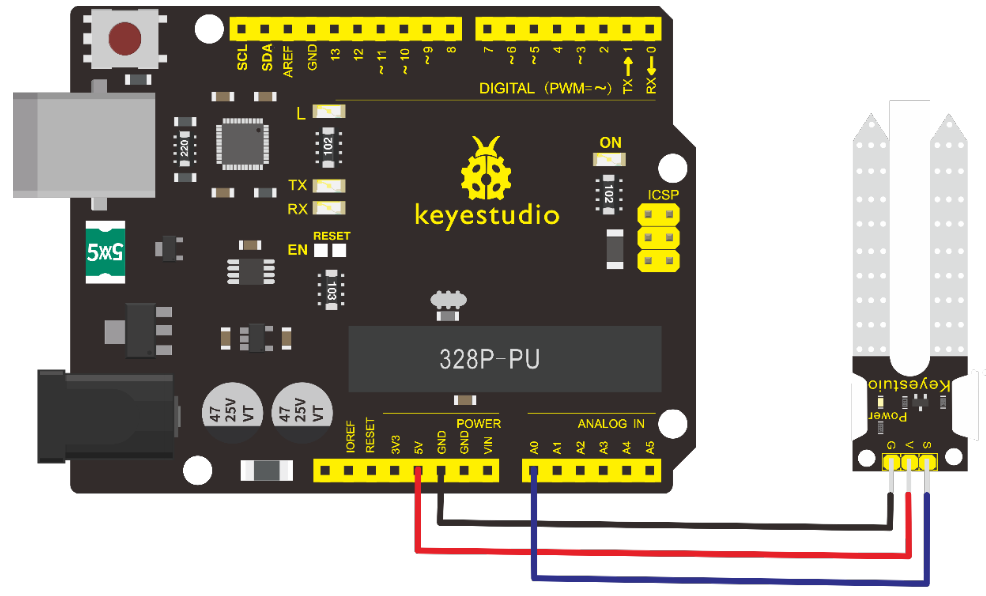 SCL
SDA
AREF
GND
13
12
~11
~10
~9
8
7
~6
~5
4
~3
2
TX→1
RX←0
DIGITAL (PWM=~)
L
220
102
TX
RX
RESET
EN
103
5X5
keyestudio
ON
102
ICSP
328P-PU
47
25V
VT
47
25V
VT
POWER
ANALOG IN
IOREF
RESET
3V3
5V
GND
GND
VIN
A0
A1
A2
A3
A4
A5
Keyestuio
Power
G
V
S